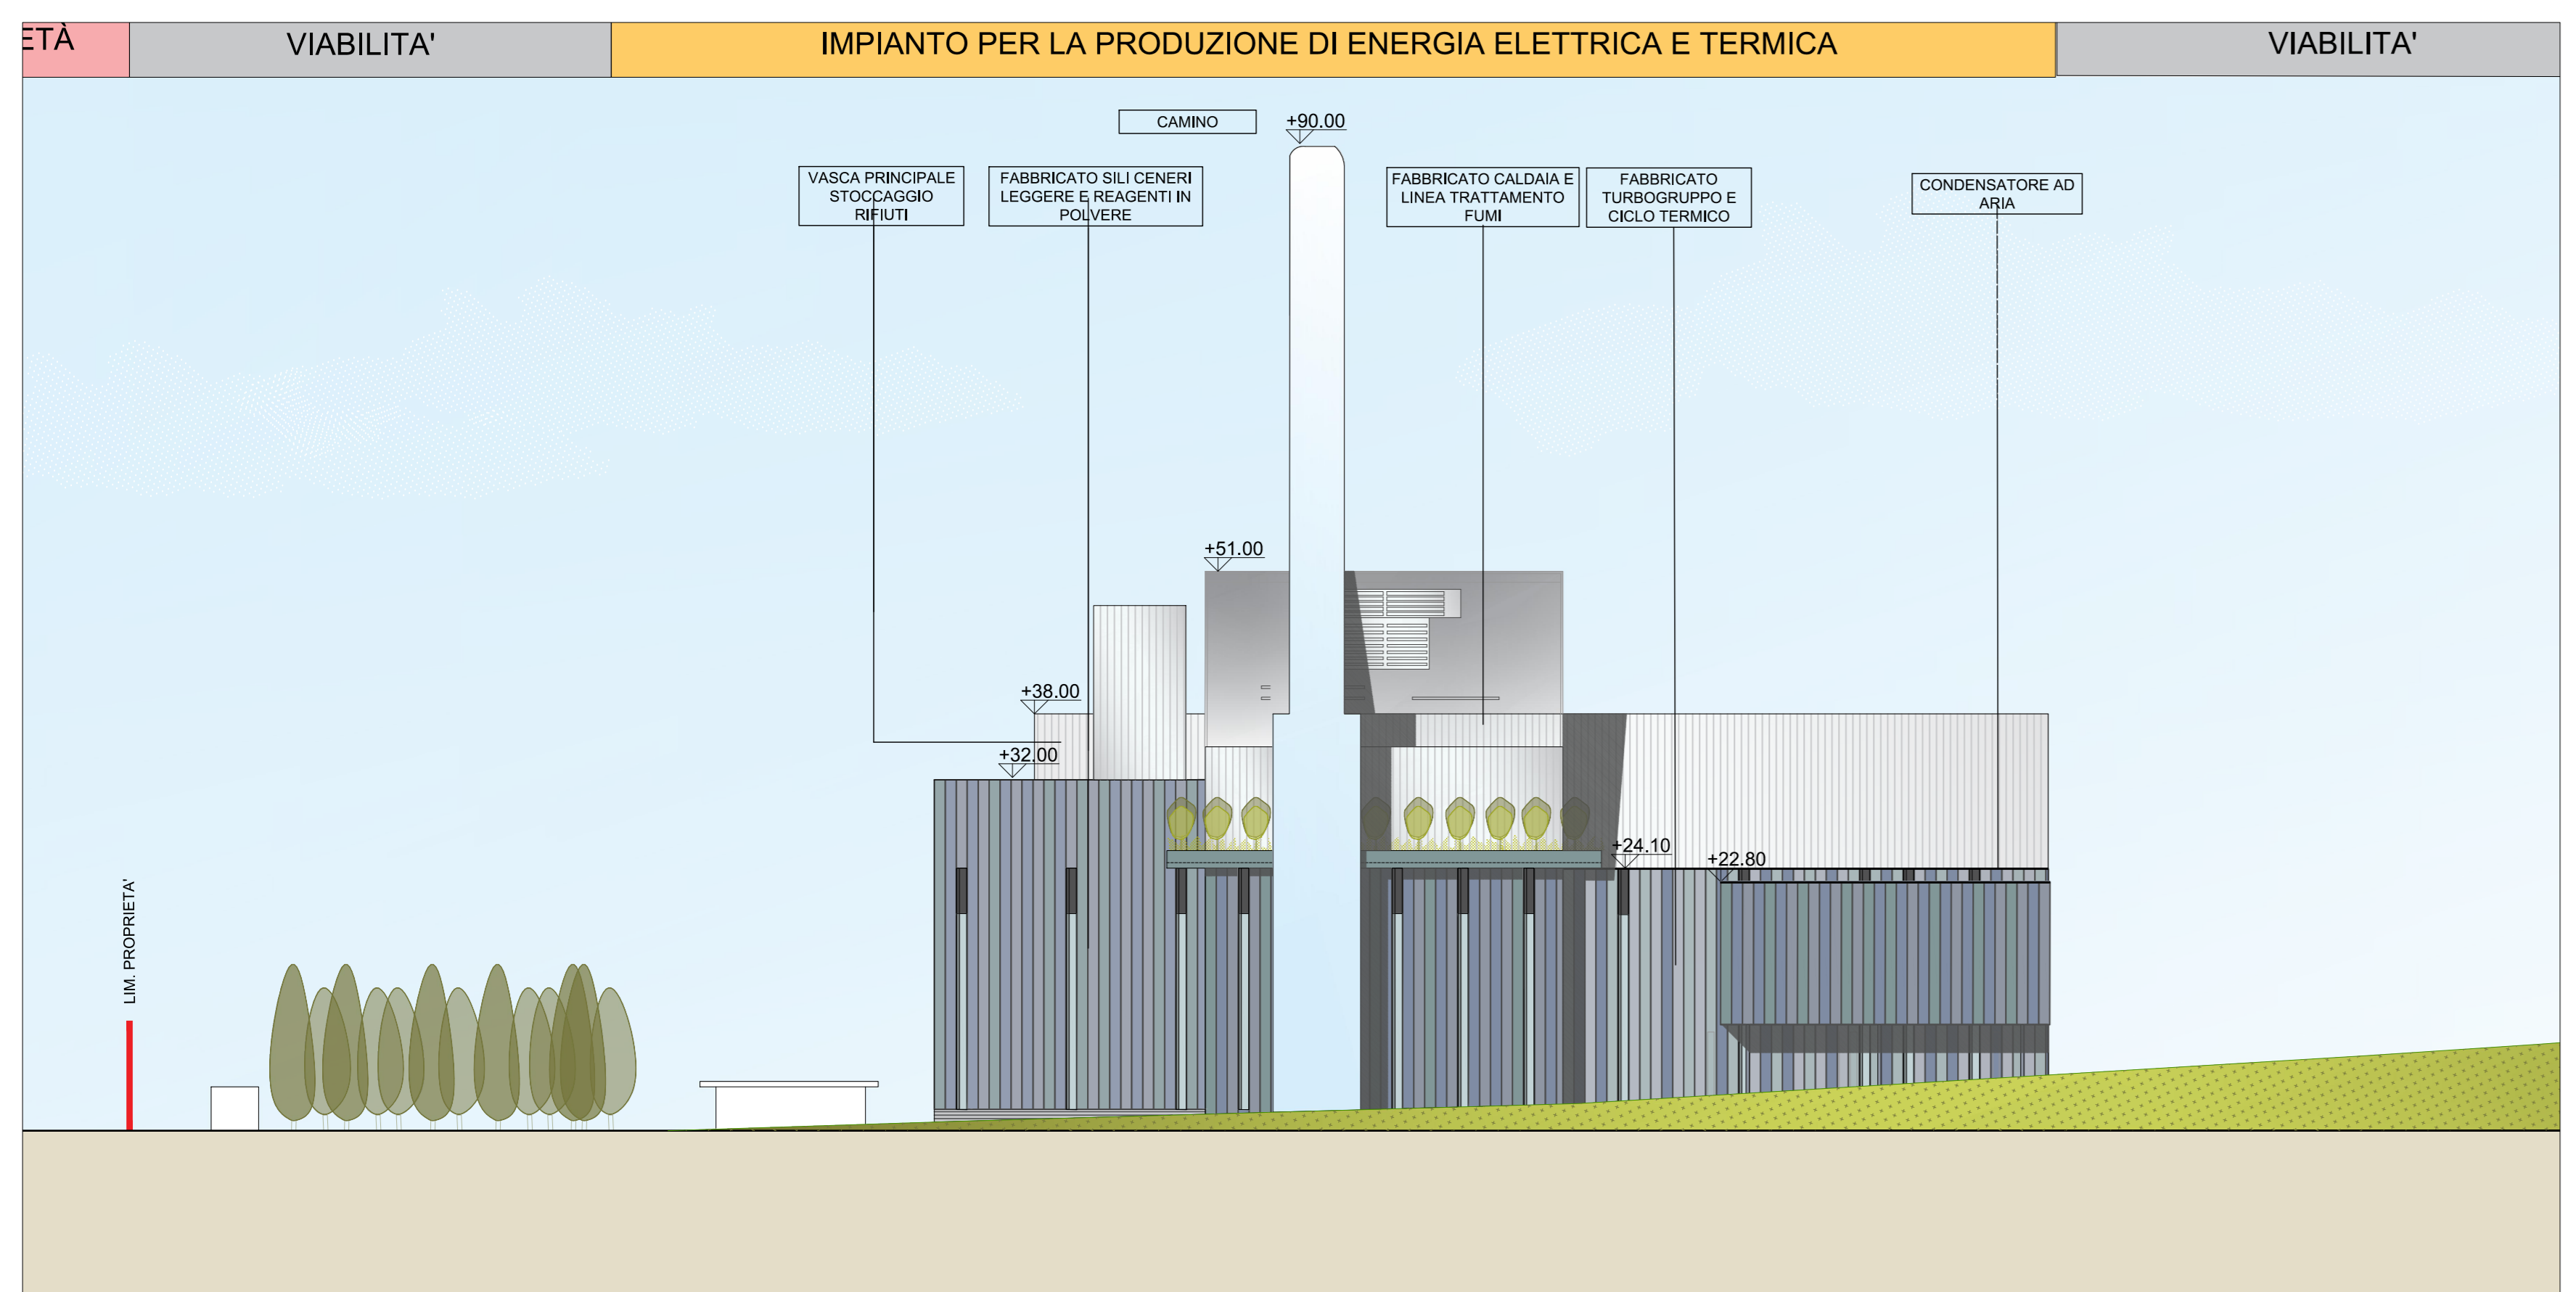 ETÀ
VIABILITA'
IMPIANTO PER LA PRODUZIONE DI ENERGIA ELETTRICA E TERMICA
VIABILITA'
CAMINO
+90.00
VASCA PRINCIPALE
STOCCAGGIO
RIFIUTI
FABBRICATO SILI CENERI
LEGGERE E REAGENTI IN
POLVERE
FABBRICATO CALDAIA E
LINEA TRATTAMENTO
FUMI
FABBRICATO
TURBOGRUPPO E
CICLO TERMICO
CONDENSATORE AD
ARIA
+51.00
+38.00
+32.00
+24.10
+22.80
LIM. PROPRIETA'